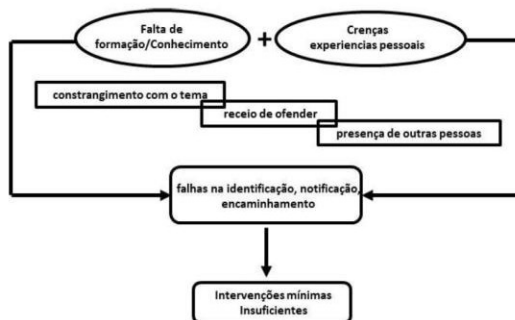 Falta de
formação/Conhecimento
+
Crenças
experiencias pessoais
constrangimento com o tema
receio de ofender
presença de outras pessoas
falhas na identificação, notificação,
encaminhamento
Intervenções mínimas
Insuficientes